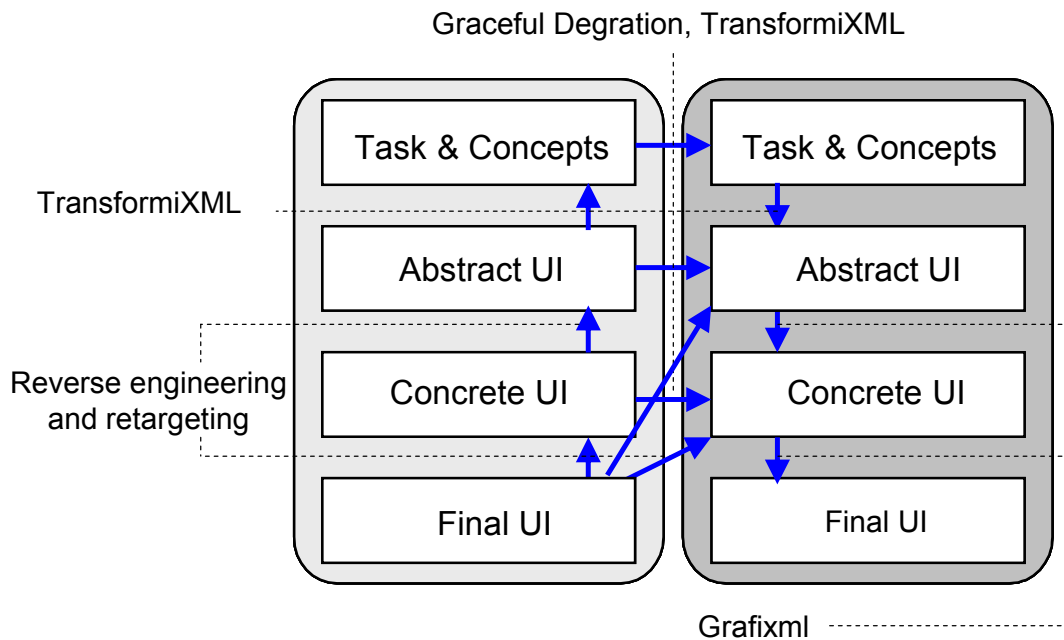 Graceful Degration, TransformiXML
Task & Concepts
Task & Concepts
TransformiXML
Abstract UI
Abstract UI
Reverse engineering
and retargeting
Concrete UI
Concrete UI
Final UI
Final UI
Grafixml